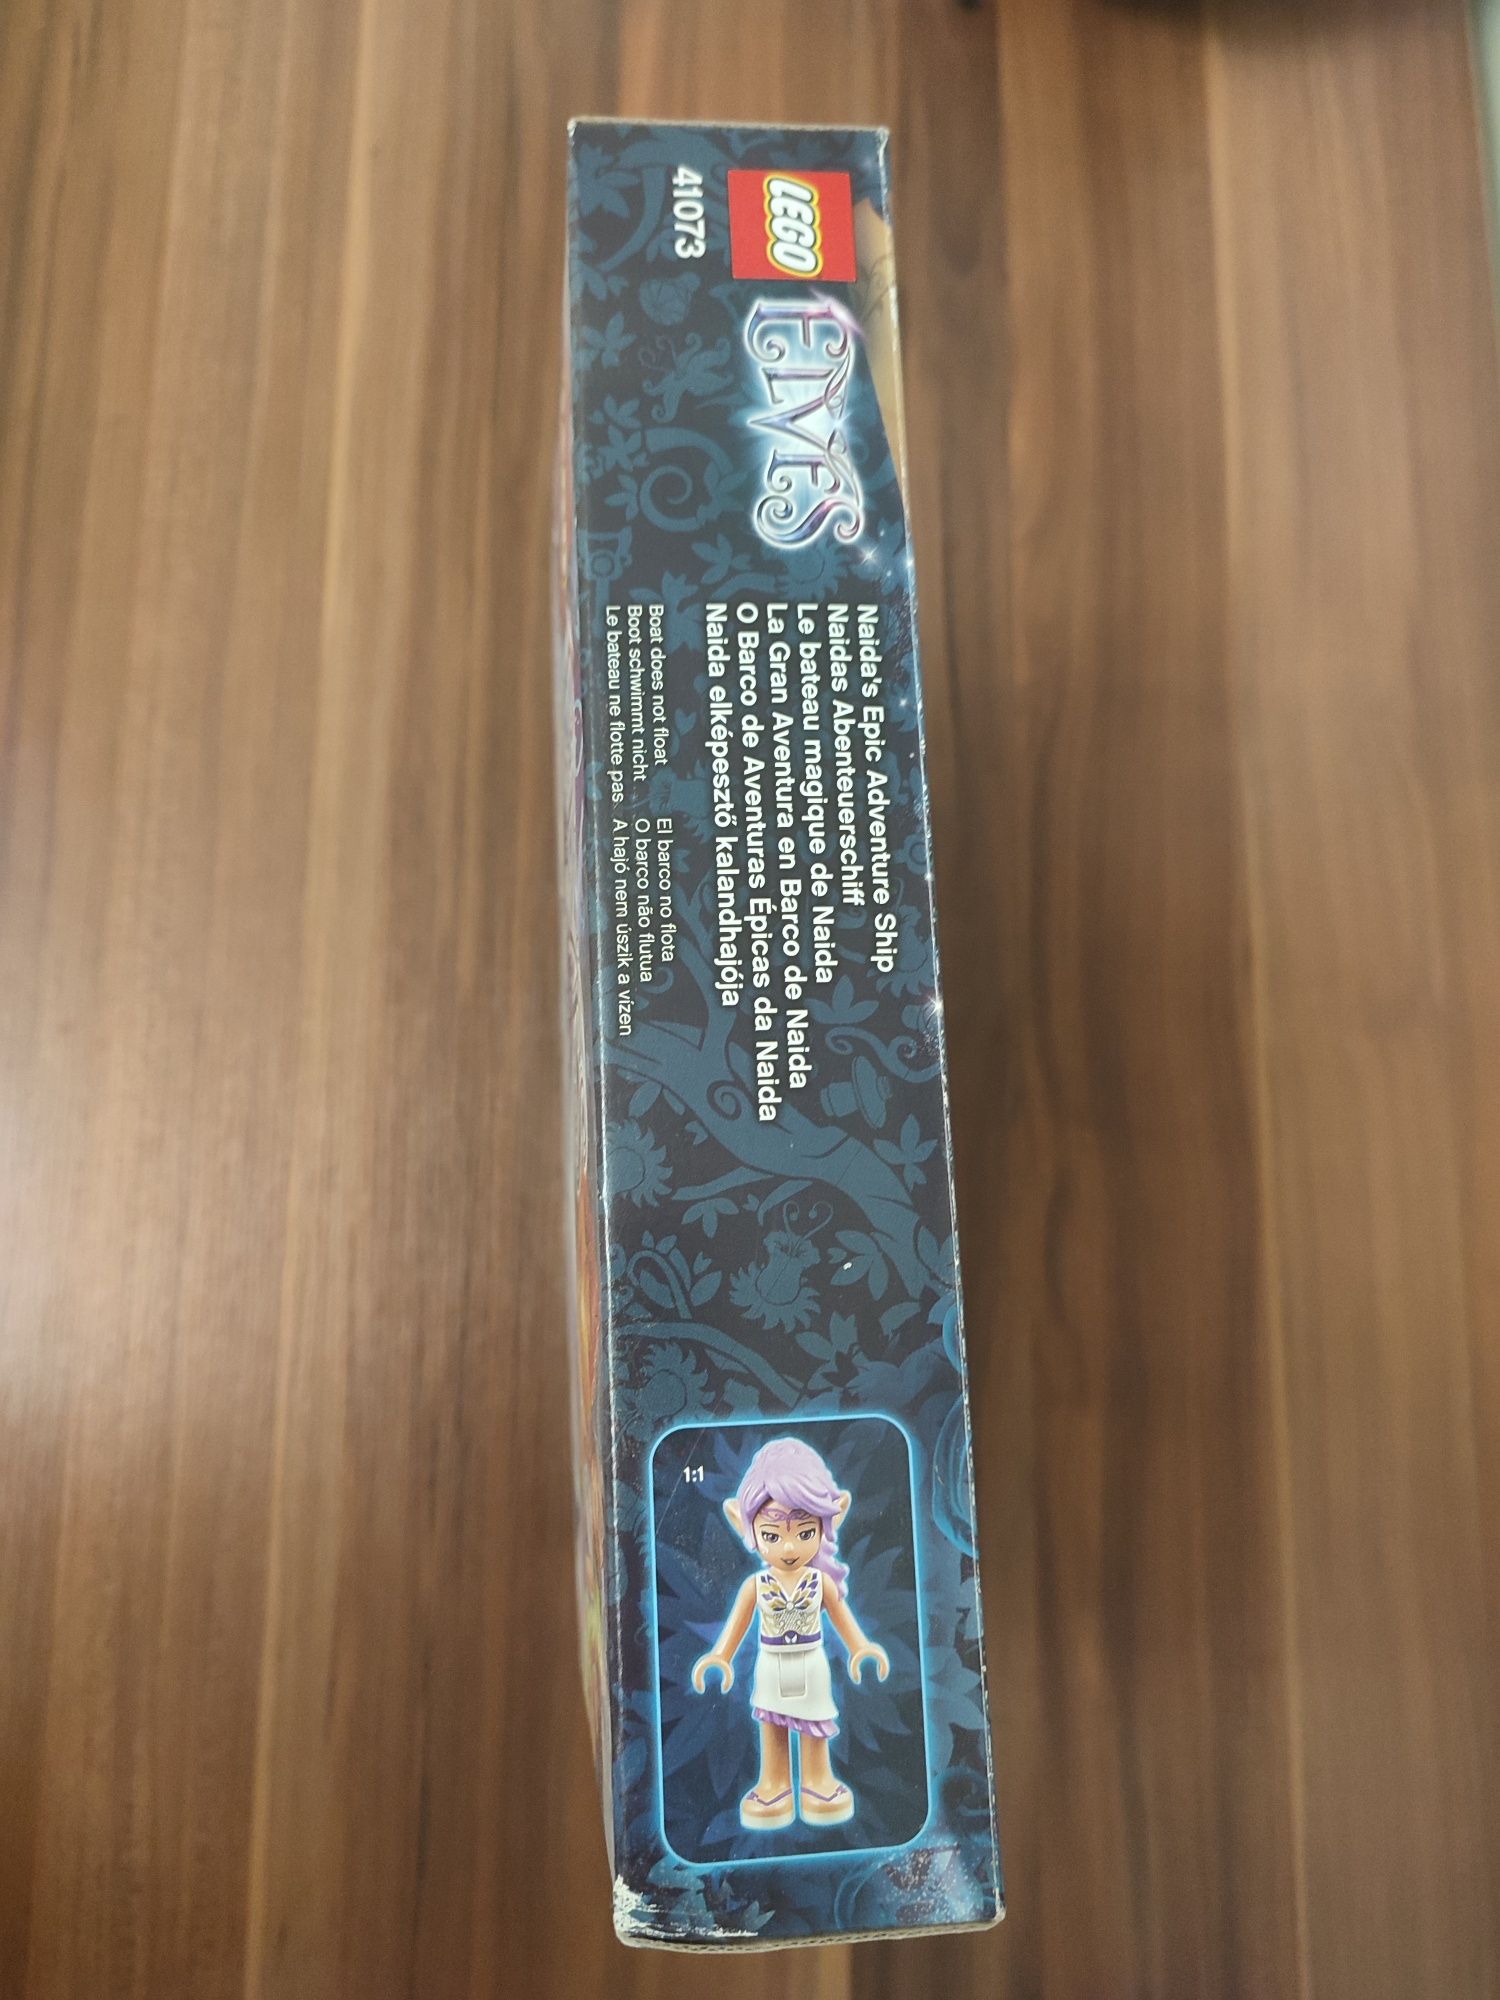 LEGO
ELVES
41073
Naida's Epic Adventure Ship
Naidas Abenteuerschiff
Le bateau magique de Naida
La Gran Aventura en Barco de Naida
O Barco de Aventuras Épicas da Naida
Naida elképesztő kalandhajója
Boat does not float
Boot schwimmt nicht
Le bateau ne flotte pas
El barco no flota
O barco não flutua
A hajó nem úszik a vízen
1:1